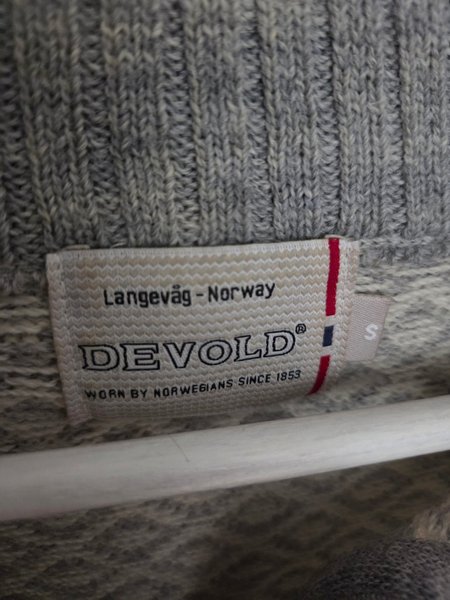 Langevåg - Norway
DEVOLD®
WORN BY NORWEGIANS SINCE 1853
S